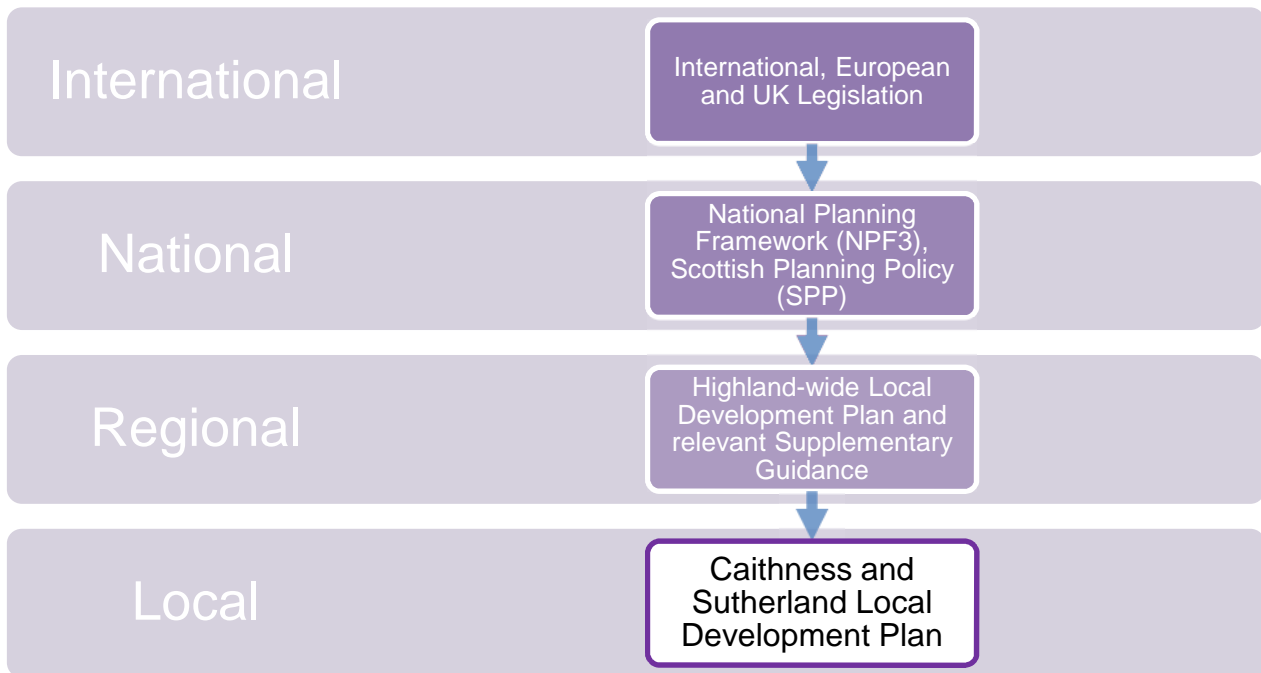 International
International, European
and UK Legislation
National
National Planning
Framework (NPF3),
Scottish Planning Policy
(SPP)
Regional
Highland-wide Local
Development Plan and
relevant Supplementary
Guidance
Local
Caithness and
Sutherland Local
Development Plan